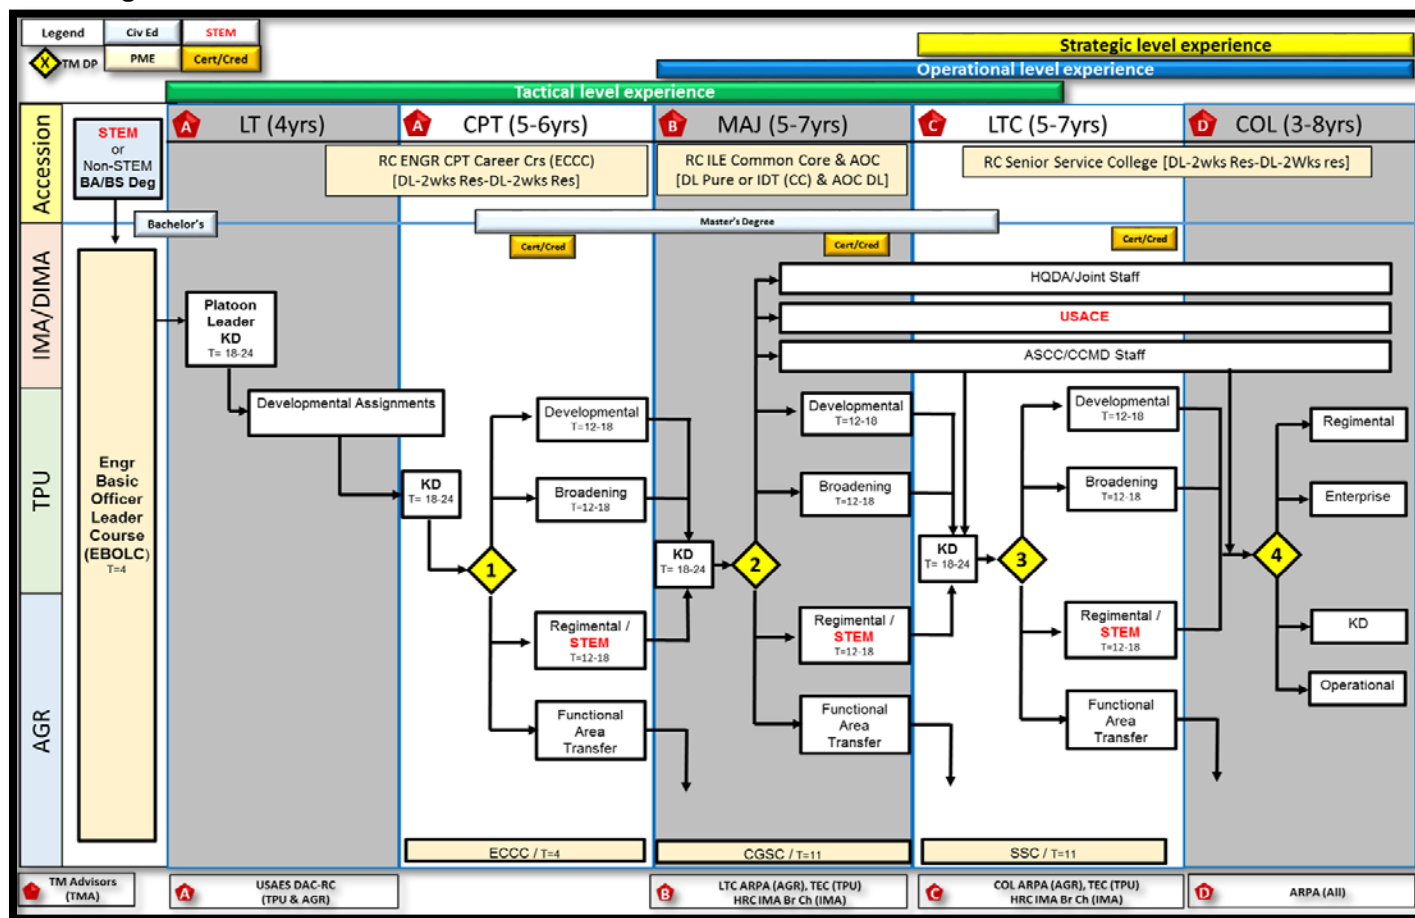 Legend
Civ Ed
STEM
X
TM DP
PME
Cert/Cred
Strategic level experience
Operational level experience
Tactical level experience
Accession
STEM
or
Non-STEM
BA/BS Deg
A
LT (4yrs)
A
CPT (5-6yrs)
B
MAJ (5-7yrs)
C
LTC (5-7yrs)
D
COL (3-8yrs)
RC ENGR CPT Career Crs (ECCC)
[DL-2wks Res-DL-2wks Res]
RC ILE Common Core & AOC
[DL Pure or IDT (CC) & AOC DL]
RC Senior Service College [DL-2wks Res-DL-2Wks res]
Bachelor's
Master's Degree
Cert/Cred
Cert/Cred
Cert/Cred
IMA/DIMA
HQDA/Joint Staff
USACE
ASCC/CCMD Staff
Platoon
Leader
KD
T= 18-24
TPU
Developmental Assignments
Engr
Basic
Officer
Leader
Course
(EBOLC)
T=4
KD
T= 18-24
1
Developmental
T=12-18
Broadening
T=12-18
Regimental /
STEM
T=12-18
Functional
Area
Transfer
KD
T= 18-24
2
Developmental
T=12-18
Broadening
T=12-18
Regimental /
STEM
T=12-18
Functional
Area
Transfer
KD
T= 18-24
3
Developmental
T=12-18
Broadening
T=12-18
Regimental /
STEM
T=12-18
Functional
Area
Transfer
4
Regimental
Enterprise
KD
Operational
AGR
ECCC / T=4
CGSC / T=11
SSC / T=11
TM Advisors
(TMA)
A
USAES DAC-RC
(TPU & AGR)
B
LTC ARPA (AGR), TEC (TPU)
HRC IMA Br Ch (IMA)
C
COL ARPA (AGR), TEC (TPU)
HRC IMA Br Ch (IMA)
D
ARPA (All)